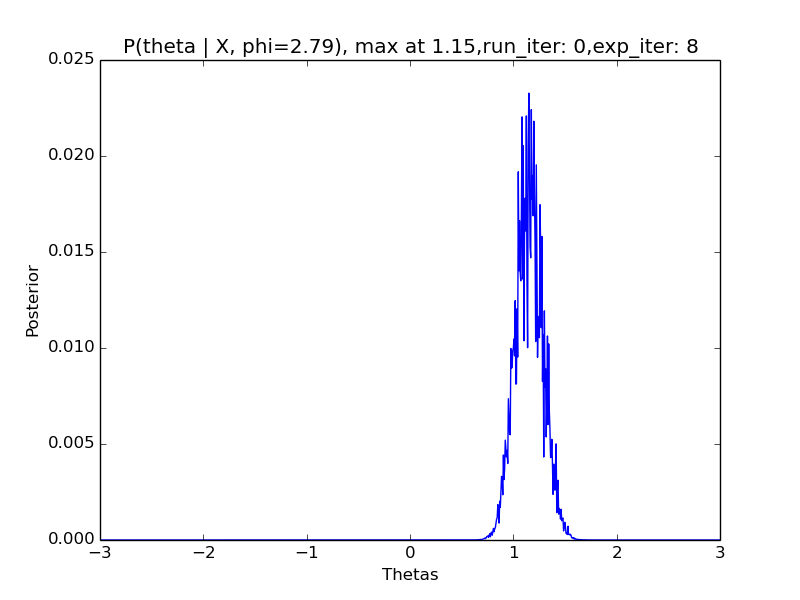 P(theta | X, phi=2.79), max at 1.15,run_iter: 0,exp_iter: 8
0.025
0.020
0.015
0.010
0.005
0.000
Posterior
−3 −2 −1 0 1 2 3
Thetas